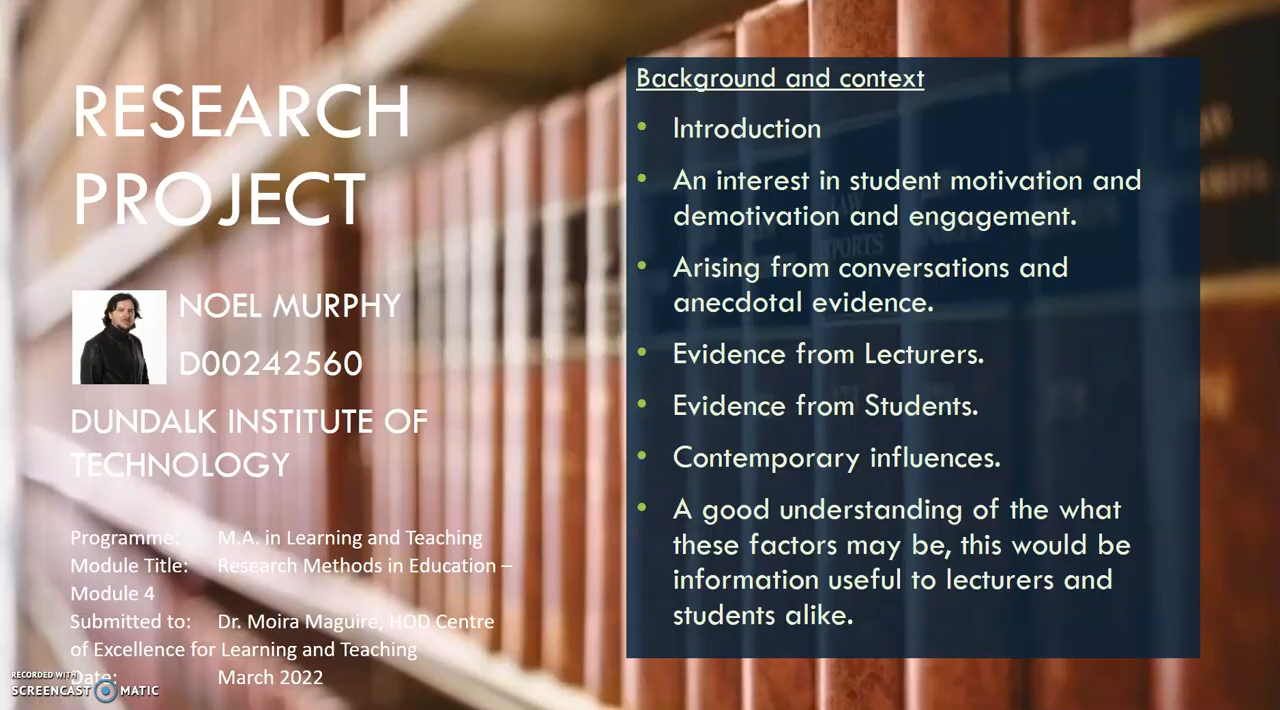 RESEARCH
PROJECT
NOEL MURPHY
D00242560
DUNDALK INSTITUTE OF
TECHNOLOGY
Programme: M.A. in Learning and Teaching
Module Title: Research Methods in Education –
Module 4
Submitted to: Dr. Moira Maguire, HOD Centre
of Excellence for Learning and Teaching
Date: March 2022
RECORDED WITH
SCREENCAST MATIC
Background and context
• Introduction
• An interest in student motivation and
demotivation and engagement.
• Arising from conversations and
anecdotal evidence.
• Evidence from Lecturers.
• Evidence from Students.
• Contemporary influences.
• A good understanding of the what
these factors may be, this would be
information useful to lecturers and
students alike.